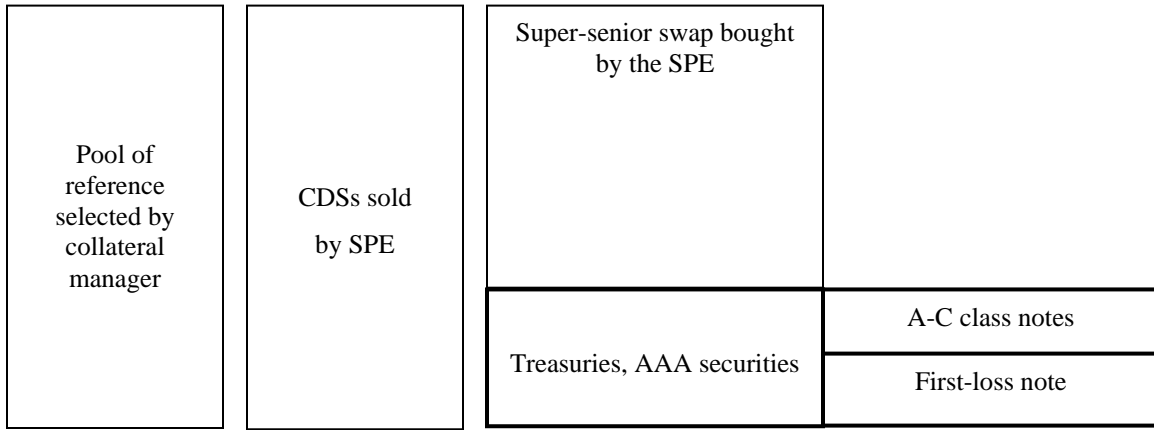 Pool of
reference
selected by
collateral
manager
CDSs sold
by SPE
Super-senior swap bought
by the SPE
Treasuries, AAA securities
A-C class notes
First-loss note